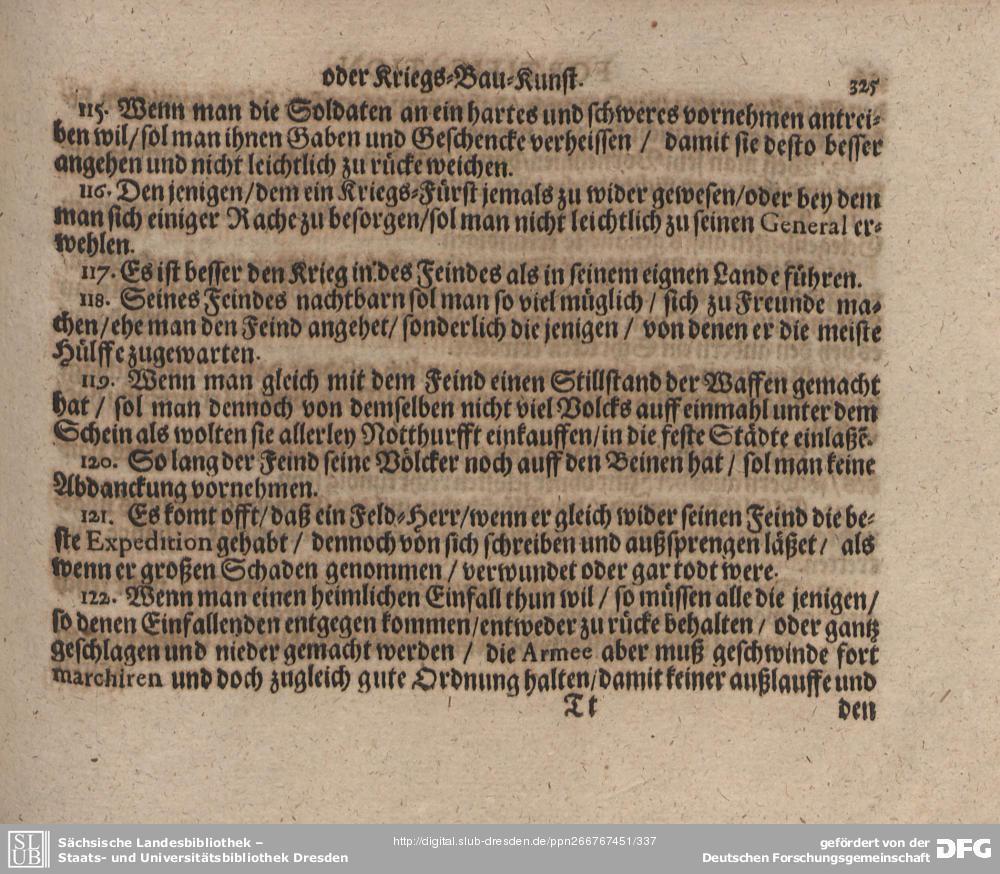 oder Kriegs-Bau-Kunst. 325
115. Wenn man die Soldaten an ein hartes und schweres vornehmen antrei-
ben wil/ sol man ihnen Gaben und Geschencke verheissen / damit sie desto besser
angehen und nicht leichtlich zu rücke weichen.
116. Den jenigen/ dem ein Kriegs-Fürst jemals zu wider gewesen/ oder bey dem
man sich einiger Rache zu besorgen/ sol man nicht leichtlich zu seinen General er-
wehlen.
117. Es ist besser den Krieg in des Feindes als in seinem eignen Lande führen.
118. Seines Feindes nachtbarn sol man so viel müglich / sich zu Freunde ma-
chen/ ehe man den Feind angehet/ sonderlich die jenigen / von denen er die meiste
Hülffe zugewarten.
119. Wenn man gleich mit dem Feind einen Stillstand der Waffen gemacht
hat / sol man dennoch von demselben nicht viel Volcks auff einmahl unter dem
Schein als wolten sie allerley Notthurfft einkauffen/ in die feste Städte einlaßẽ.
120. So lang der Feind seine Völcker noch auff den Beinen hat / sol man keine
Abdanckung vornehmen.
121. Es komt offt/ daß ein Feld-Herr/ wenn er gleich wider seinen Feind die be-
ste Expedition gehabt / dennoch von sich schreiben und außsprengen läßet / als
wenn er großen Schaden genommen / verwundet oder gar todt were.
122. Wenn man einen heimlichen Einfall thun wil / so müssen alle die jenigen/
so denen Einfallenden entgegen kommen/ entweder zu rücke behalten / oder gantz
geschlagen und nieder gemacht werden / die Armee aber muß geschwinde fort
marchiren und doch zugleich gute Ordnung halten/ damit keiner außlauffe und
Tt den
SLUB
Sächsische Landesbibliothek –
Staats- und Universitätsbibliothek Dresden
http://digital.slub-dresden.de/ppn266767451/337
gefördert von der
Deutschen Forschungsgemeinschaft
DFG